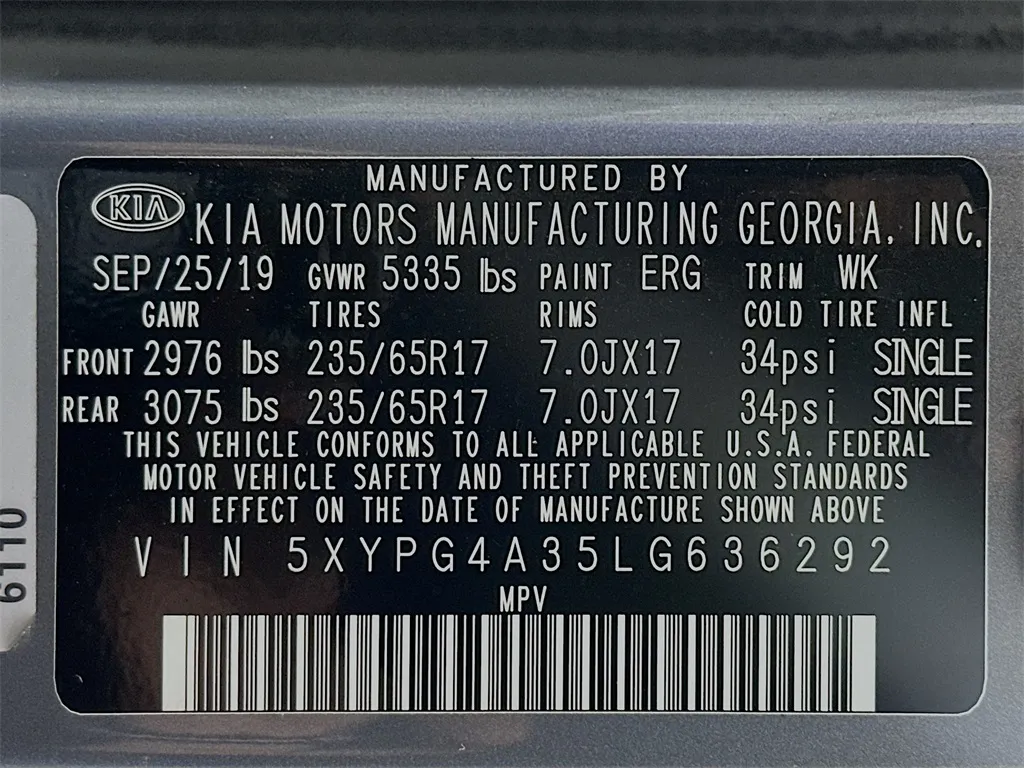 MANUFACTURED BY
KIA KIA MOTORS MANUFACTURING GEORGIA, INC.
SEP/25/19 GVWR 5335 lbs PAINT ERG TRIM WK
GAWR TIRES RIMS COLD TIRE INFL
FRONT 2976 lbs 235/65R17 7.0JX17 34psi SINGLE
REAR 3075 lbs 235/65R17 7.0JX17 34psi SINGLE
THIS VEHICLE CONFORMS TO ALL APPLICABLE U.S.A. FEDERAL
MOTOR VEHICLE SAFETY AND THEFT PREVENTION STANDARDS
IN EFFECT ON THE DATE OF MANUFACTURE SHOWN ABOVE
VIN 5XYPG4A35LG636292
MPV